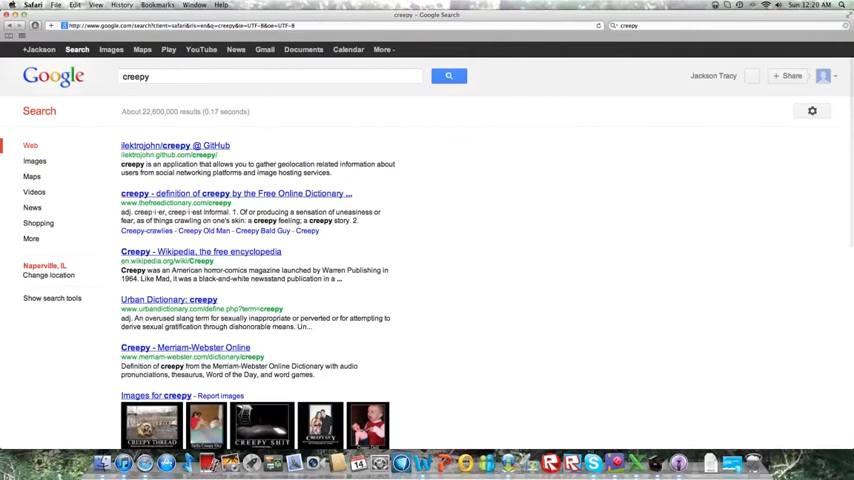 Safari File Edit View History Bookmarks Window Help
Sun 12:20 AM
creepy – Google Search
http://www.google.com/search?client=safari&rls=en&q=creepy&ie=UTF-8&oe=UTF-8
creepy
+Jackson Search Images Maps Play YouTube News Gmail Documents Calendar More
Google
creepy
Jackson Tracy
+ Share
Search
About 22,600,000 results (0.17 seconds)
Web
Images
Maps
Videos
News
Shopping
More
Naperville, IL
Change location
Show search tools
ilektrojohn/creepy @ GitHub
ilektrojohn.github.com/creepy/
creepy is an application that allows you to gather geolocation related information about
users from social networking platforms and image hosting services.
creepy - definition of creepy by the Free Online Dictionary ...
www.thefreedictionary.com/creepy
adj. creep·i·er, creep·i·est Informal. 1. Of or producing a sensation of uneasiness or
fear, as of things crawling on one's skin: a creepy feeling; a creepy story. 2.
Creepy-crawlies - Creepy Old Man - Creepy Bald Guy - Creepy
Creepy - Wikipedia, the free encyclopedia
en.wikipedia.org/wiki/Creepy
Creepy was an American horror-comics magazine launched by Warren Publishing in
1964. Like Mad, it was a black-and-white newsstand publication in a ...
Urban Dictionary: creepy
www.urbandictionary.com/define.php?term=creepy
adj. An overused slang term for sexually inappropriate or perverted or for attempting to
derive sexual gratification through dishonorable means. Un...
Creepy - Merriam-Webster Online
www.merriam-webster.com/dictionary/creepy
Definition of creepy from the Merriam-Webster Online Dictionary with audio
pronunciations, thesaurus, Word of the Day, and word games.
Images for creepy - Report images
CREEPY THREAD
CREEPY SHIT
CREEPY GUY
14